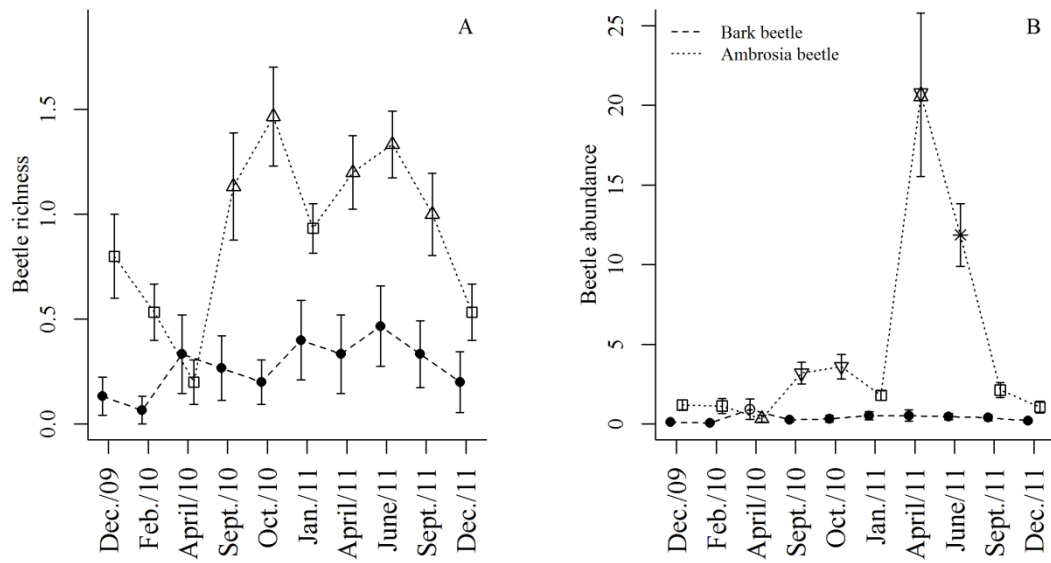 A
Beetle richness
0.0
0.5
1.0
1.5
Dec./09
Feb./10
April/10
Sept./10
Oct./10
Jan./11
April/11
June/11
Sept./11
Dec./11
B
Bark beetle
Ambrosia beetle
Beetle abundance
0
5
10
15
20
25
Dec./09
Feb./10
April/10
Sept./10
Oct./10
Jan./11
April/11
June/11
Sept./11
Dec./11